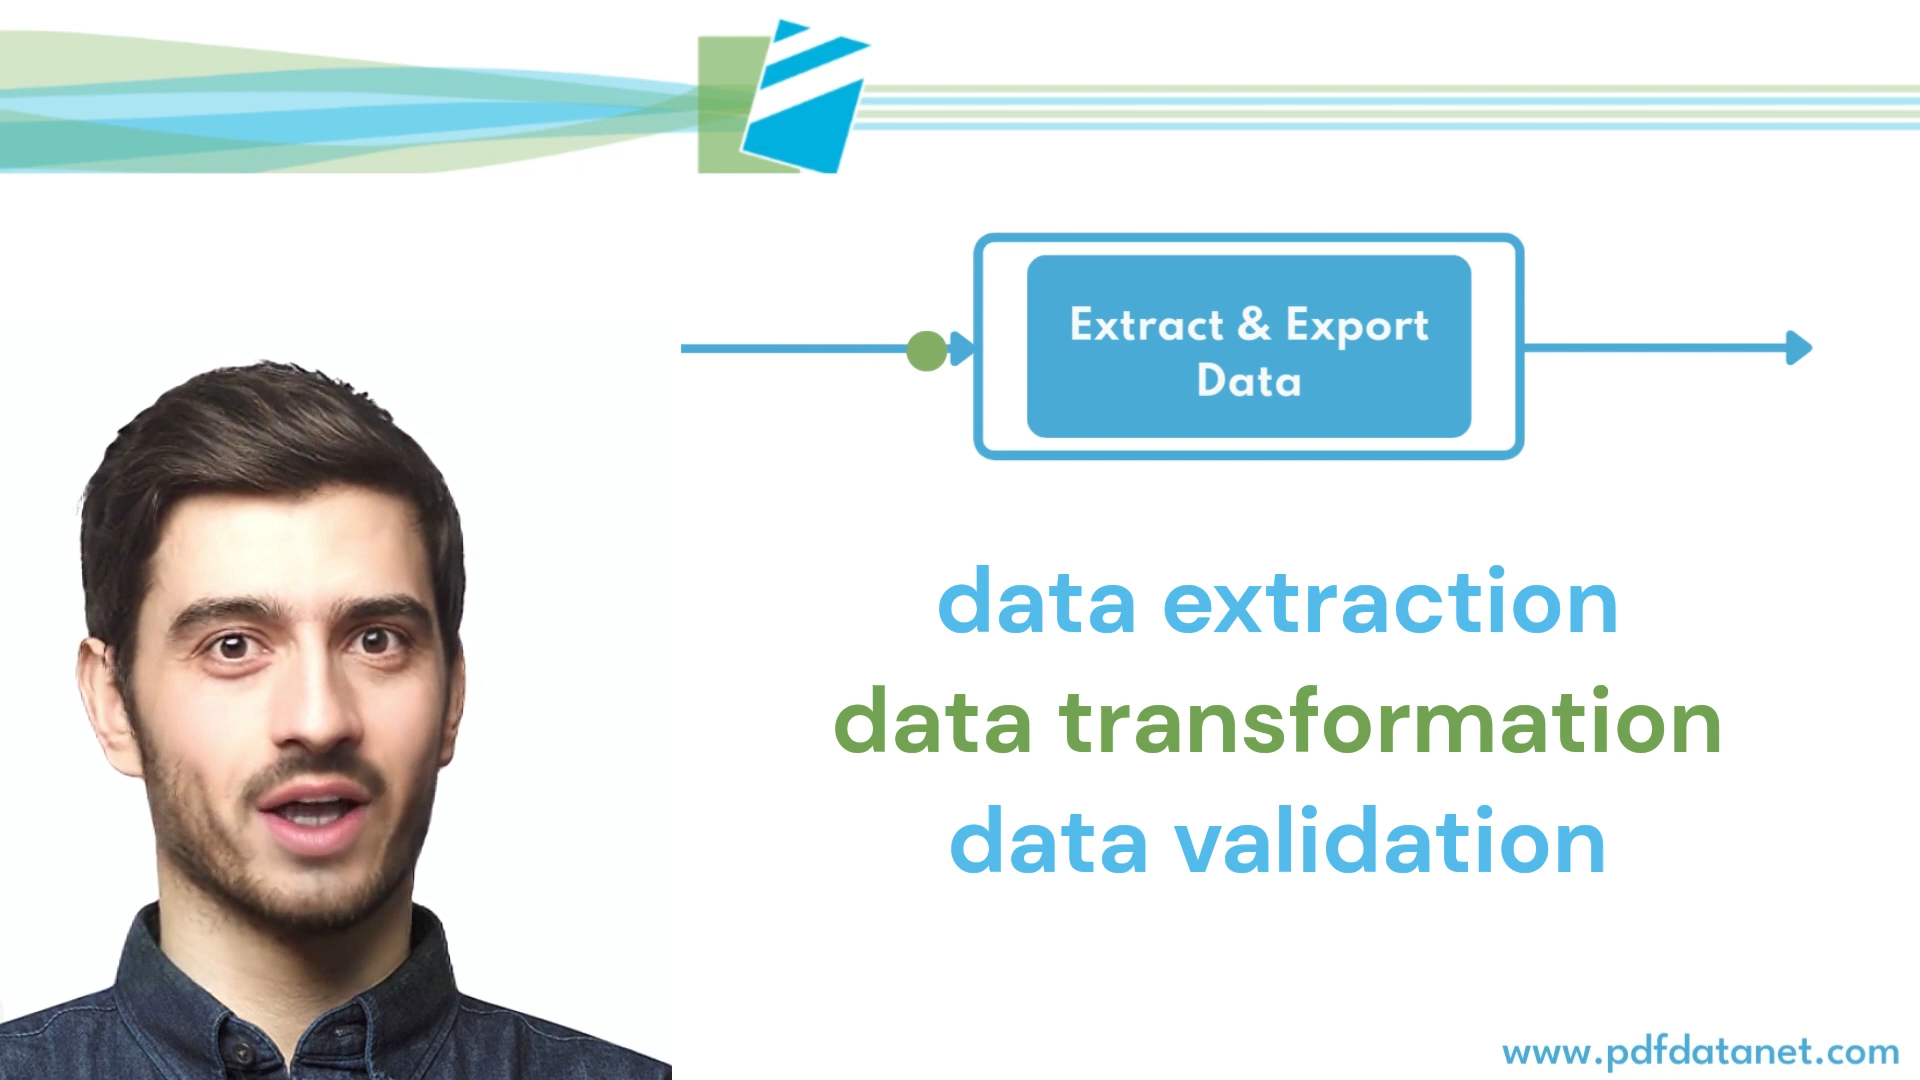 Extract & Export
Data
data extraction
data transformation
data validation
www.pdfdatanet.com